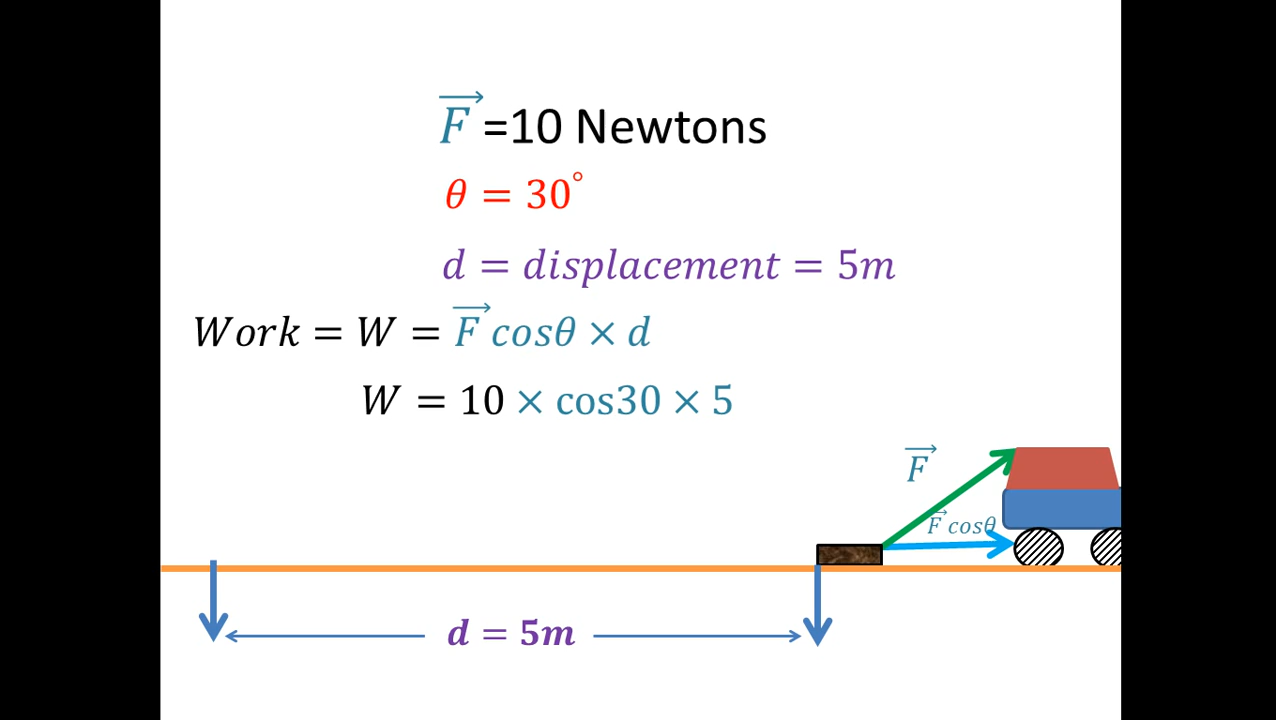 F⃗=10 Newtons
θ = 30°
d = displacement = 5m
Work = W = F⃗ cosθ × d
W = 10 × cos30 × 5
F⃗
F⃗ cosθ
d = 5m